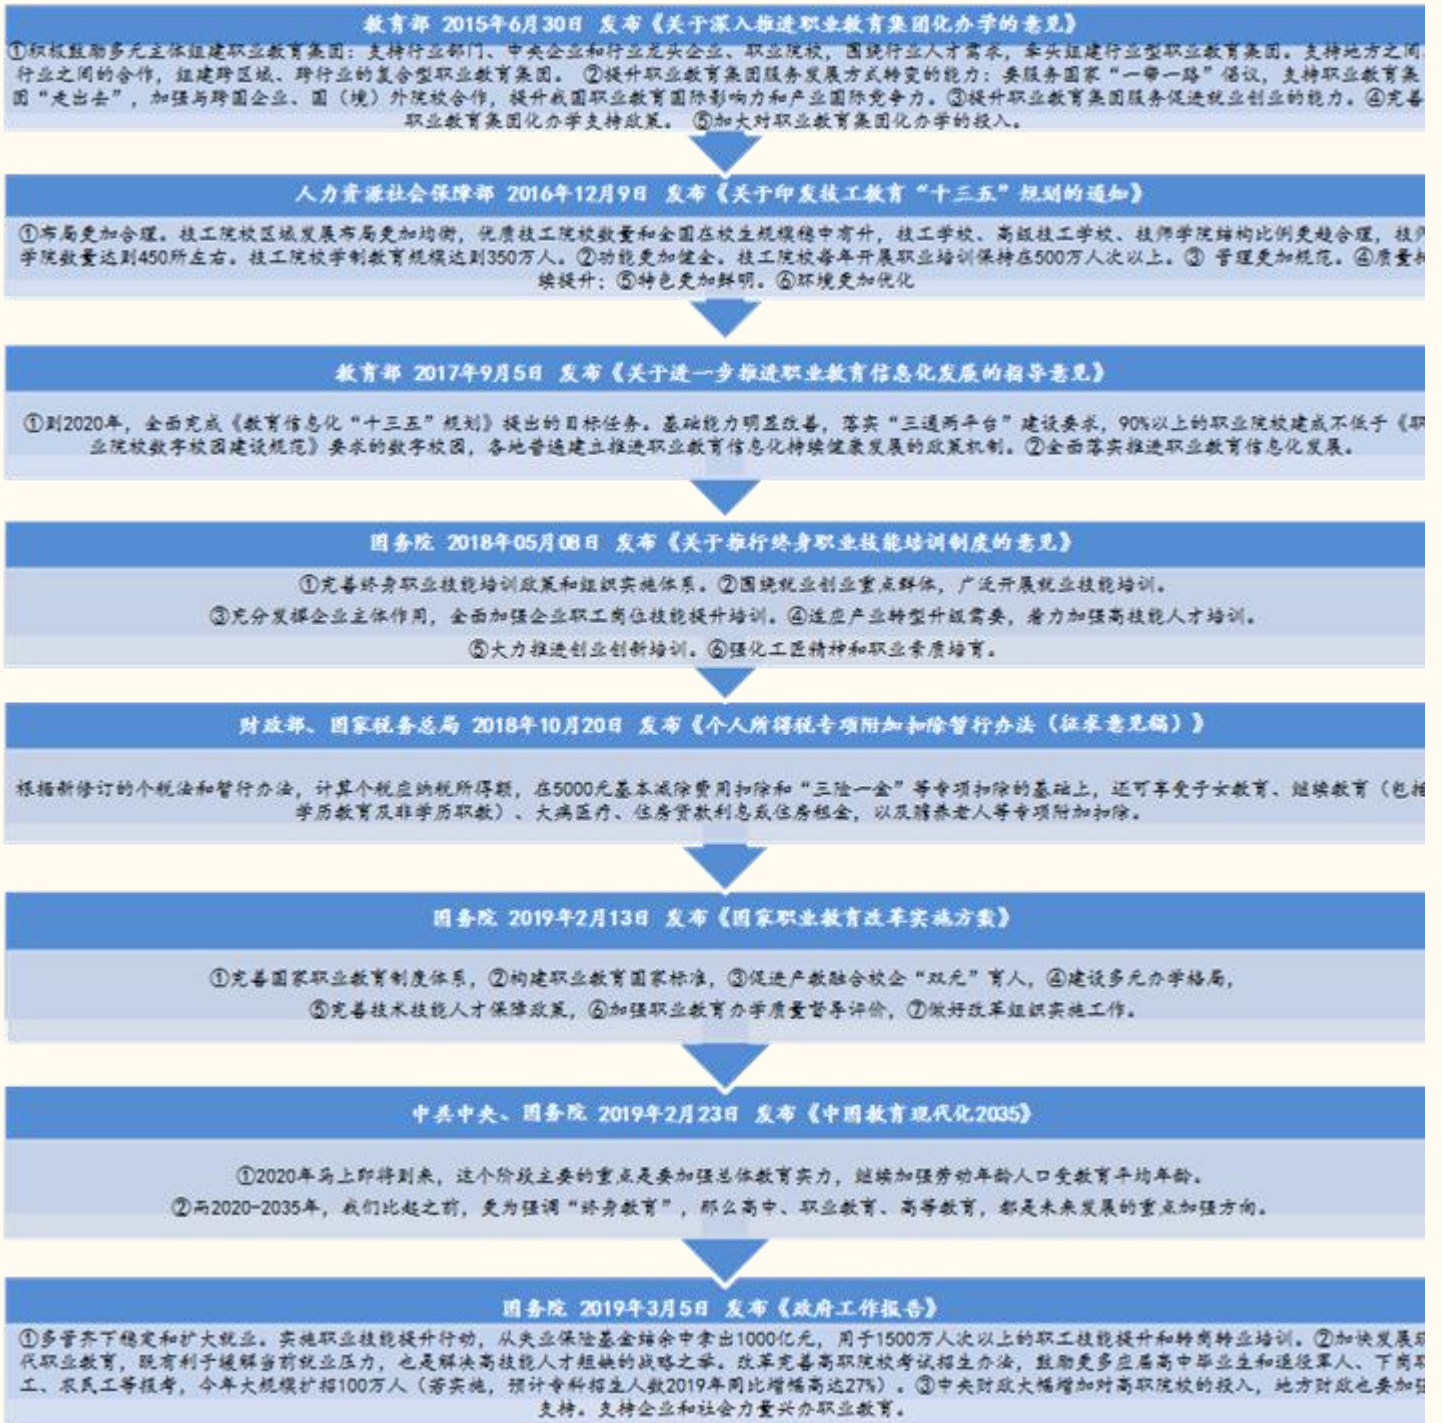 教育部 2015年6月30日 发布《关于深入推进职业教育集团化办学的意见》
①积极鼓励多元主体组建职业教育集团：支持行业部门、中央企业和行业龙头企业、职业院校，围绕行业人才需求，牵头组建行业型职业教育集团。支持地方之间、
行业之间的合作，组建跨区域、跨行业的复合型职业教育集团。 ②提升职业教育集团服务发展方式转变的能力：要服务国家“一带一路”倡议，支持职业教育集
团“走出去”，加强与跨国企业、国（境）外院校合作，提升我国职业教育国际影响力和产业国际竞争力。③提升职业教育集团服务促进就业创业的能力。④完善
职业教育集团化办学支持政策。 ⑤加大对职业教育集团化办学的投入。
人力资源社会保障部 2016年12月9日 发布《关于印发技工教育“十三五”规划的通知》
①布局更加合理。技工院校区域发展布局更加均衡，优质技工院校数量和全国在校生规模稳中有升，技工学校、高级技工学校、技师学院结构比例更趋合理，技师
学院数量达到450所左右。技工院校学制教育规模达到350万人。②功能更加健全。技工院校每年开展职业培训保持在500万人次以上。③ 管理更加规范。④质量持
续提升；⑤特色更加鲜明。⑥环境更加优化
教育部 2017年9月5日 发布《关于进一步推进职业教育信息化发展的指导意见》
①到2020年，全面完成《教育信息化“十三五”规划》提出的目标任务。基础能力明显改善，落实“三通两平台”建设要求，90%以上的职业院校建成不低于《职
业院校数字校园建设规范》要求的数字校园，各地普遍建立推进职业教育信息化持续健康发展的政策机制。②全面落实推进职业教育信息化发展。
国务院 2018年05月08日 发布《关于推行终身职业技能培训制度的意见》
①完善终身职业技能培训政策和组织实施体系。②围绕就业创业重点群体，广泛开展就业技能培训。
③充分发挥企业主体作用，全面加强企业职工岗位技能提升培训。④适应产业转型升级需要，着力加强高技能人才培训。
⑤大力推进创业创新培训。⑥强化工匠精神和职业素质培育。
财政部、国家税务总局 2018年10月20日 发布《个人所得税专项附加扣除暂行办法（征求意见稿）》
根据新修订的个税法和暂行办法，计算个税应纳税所得额，在5000元基本减除费用扣除和“三险一金”等专项扣除的基础上，还可享受子女教育、继续教育（包括
学历教育及非学历职教）、大病医疗、住房贷款利息或住房租金，以及赡养老人等专项附加扣除。
国务院 2019年2月13日 发布《国家职业教育改革实施方案》
①完善国家职业教育制度体系，②构建职业教育国家标准，③促进产教融合校企“双元”育人，④建设多元办学格局，
⑤完善技术技能人才保障政策，⑥加强职业教育办学质量督导评价，⑦做好改革组织实施工作。
中共中央、国务院 2019年2月23日 发布《中国教育现代化2035》
①2020年马上即将到来，这个阶段主要的重点是要加强总体教育实力，继续加强劳动年龄人口受教育平均年龄。
②而2020-2035年，我们比起之前，更为强调“终身教育”，那么高中、职业教育、高等教育，都是未来发展的重点加强方向。
国务院 2019年3月5日 发布《政府工作报告》
①多管齐下稳定和扩大就业。实施职业技能提升行动，从失业保险基金结余中拿出1000亿元，用于1500万人次以上的职工技能提升和转岗转业培训。②加快发展现
代职业教育，既有利于缓解当前就业压力，也是解决高技能人才短缺的战略之举。改革完善高职院校考试招生办法，鼓励更多应届高中毕业生和退役军人、下岗职
工、农民工等报考，今年大规模扩招100万人（若实施，预计专科招生人数2019年同比增幅高达27%）。③中央财政大幅增加对高职院校的投入，地方财政也要加强
支持。支持企业和社会力量兴办职业教育。